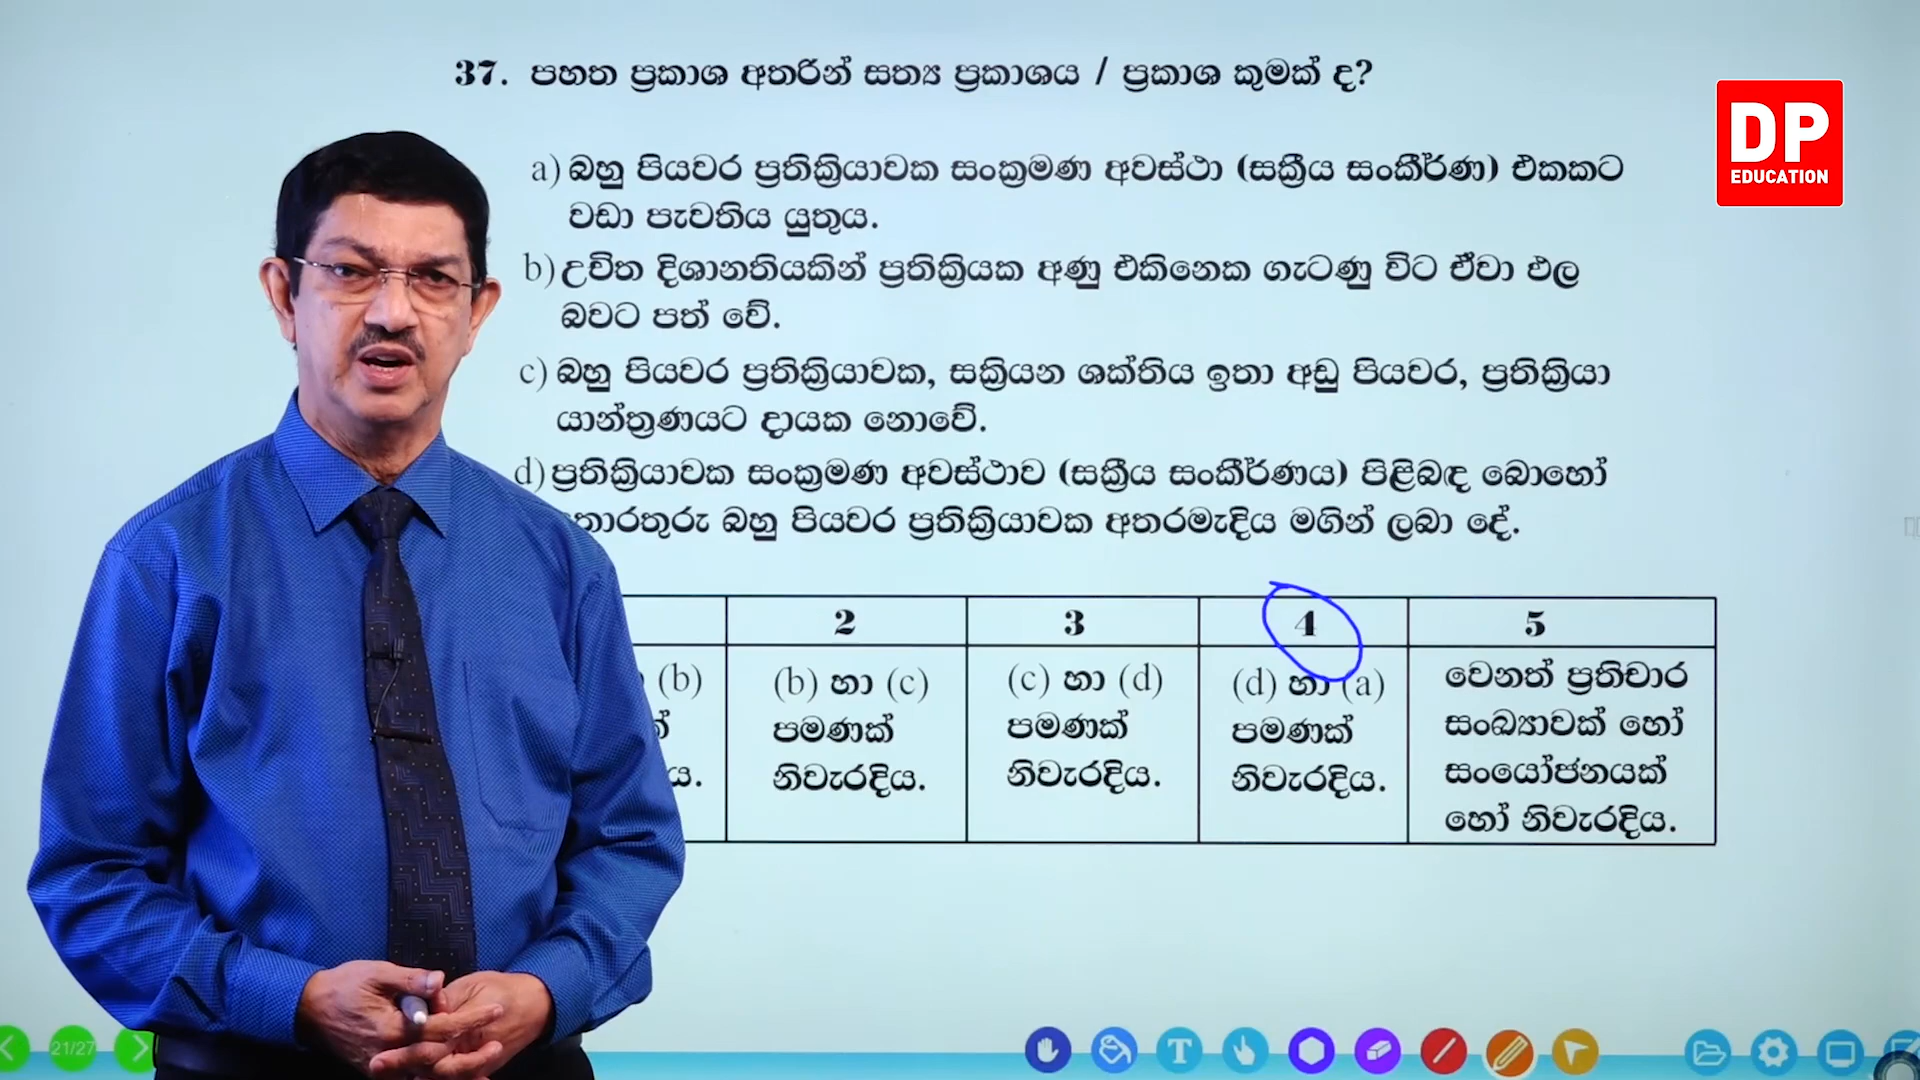 37. පහත ප්‍රකාශ අතරින් සත්‍ය ප්‍රකාශය / ප්‍රකාශ කුමක් ද?
DP
EDUCATION
a) බහු පියවර ප්‍රතික්‍රියාවක සංක්‍රමණ අවස්ථා (සක්‍රීය සංකීර්ණ) එකකට
වඩා පැවතිය යුතුය.
b) උචිත දිශානතියකින් ප්‍රතික්‍රියක අණු එකිනෙක ගැටණු විට ඒවා ඵල
බවට පත් වේ.
c) බහු පියවර ප්‍රතික්‍රියාවක, සක්‍රියන ශක්තිය ඉතා අඩු පියවර, ප්‍රතික්‍රියා
යාන්ත්‍රණයට දායක නොවේ.
d) ප්‍රතික්‍රියාවක සංක්‍රමණ අවස්ථාව (සක්‍රීය සංකීර්ණය) පිළිබඳ බොහෝ
තොරතුරු බහු පියවර ප්‍රතික්‍රියාවක අතරමැදිය මගින් ලබා දේ.
2 3 4 5
(b) (b) හා (c) (c) හා (d) (d) හා (a) වෙනත් ප්‍රතිචාර
පමණක් පමණක් පමණක් සංඛ්‍යාවක් හෝ
නිවැරදිය. නිවැරදිය. නිවැරදිය. සංයෝජනයක්
හෝ නිවැරදිය.
21/27